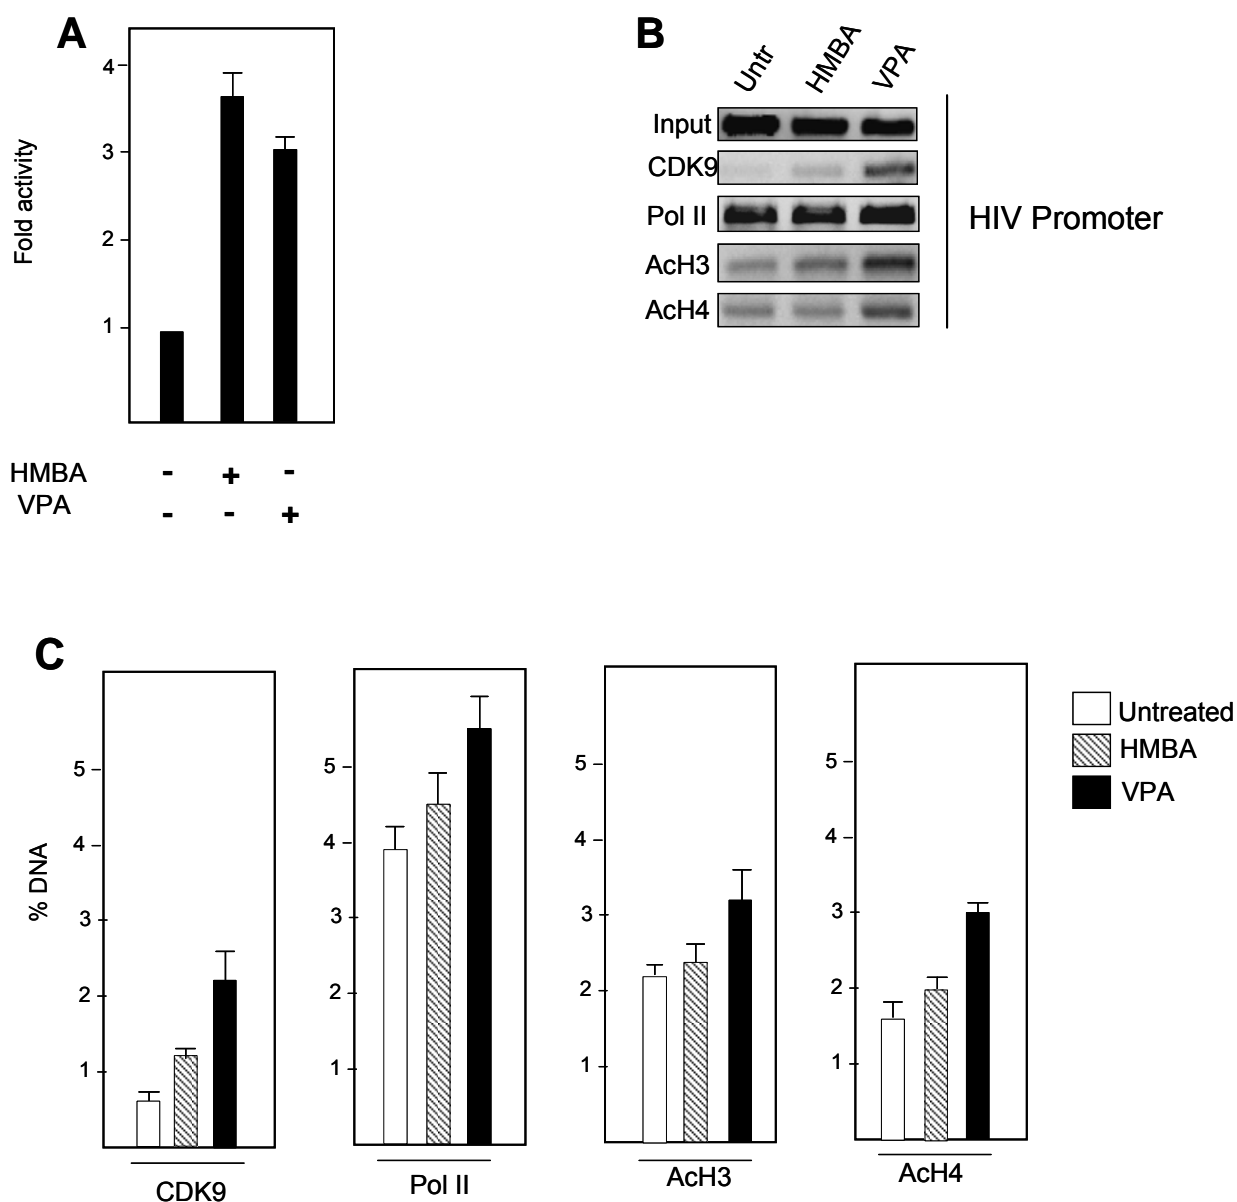 A
4
3
2
1
Fold activity
HMBA - + -
VPA - - +
B
Untr HMBA VPA
Input
CDK9
Pol II
AcH3
AcH4
HIV Promoter
C
% DNA
5
4
3
2
1
CDK9
5
4
3
2
1
Pol II
5
4
3
2
1
AcH3
5
4
3
2
1
AcH4
Untreated
HMBA
VPA